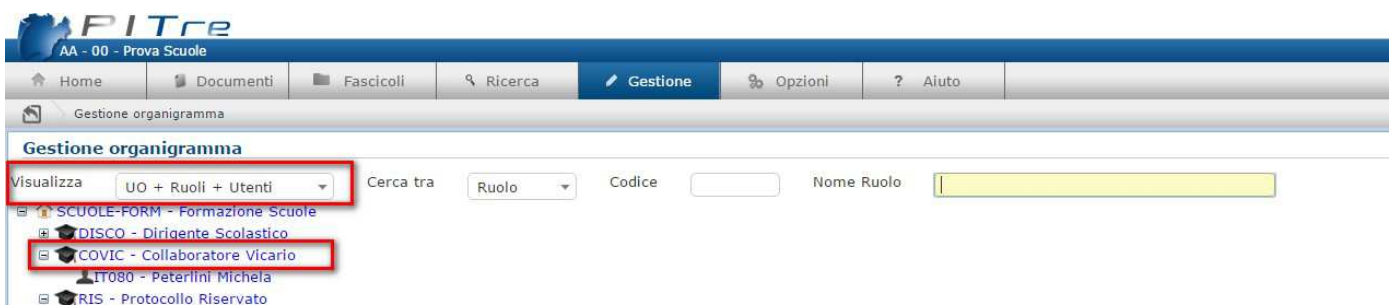 PITre
AA - 00 - Prova Scuole
Home Documenti Fascicoli Ricerca Gestione Opzioni ? Aiuto
Gestione organigramma
Gestione organigramma
Visualizza UO + Ruoli + Utenti Cerca tra Ruolo Codice Nome Ruolo
SCUOLE-FORM - Formazione Scuole
DISCO - Dirigente Scolastico
COVIC - Collaboratore Vicario
IT080 - Peterlini Michela
RIS - Protocollo Riservato